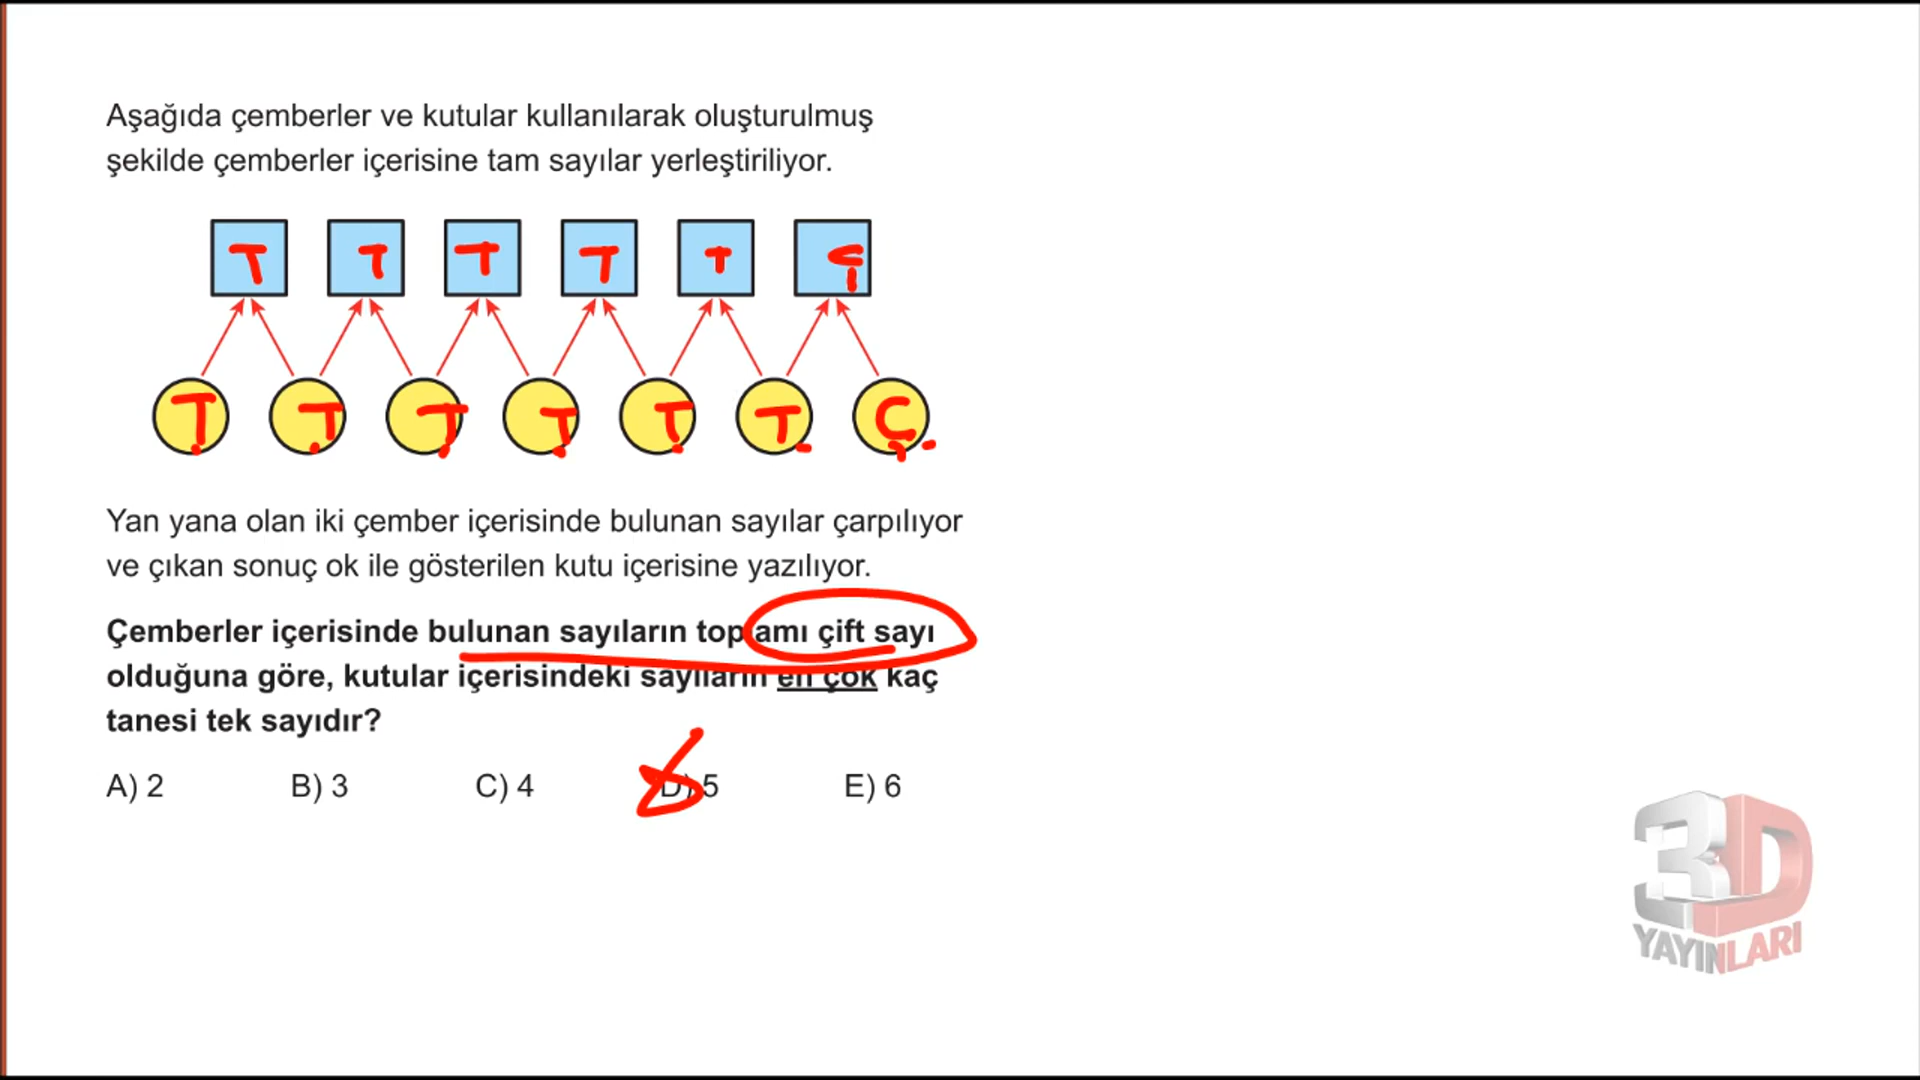 Aşağıda çemberler ve kutular kullanılarak oluşturulmuş
şekilde çemberler içerisine tam sayılar yerleştiriliyor.
T T T T T Ç
T T T T T T Ç
Yan yana olan iki çember içerisinde bulunan sayılar çarpılıyor
ve çıkan sonuç ok ile gösterilen kutu içerisine yazılıyor.
Çemberler içerisinde bulunan sayıların toplamı çift sayı
olduğuna göre, kutular içerisindeki sayıların en çok kaç
tanesi tek sayıdır?
A) 2 B) 3 C) 4 D) 5 E) 6
3D
YAYINLARI